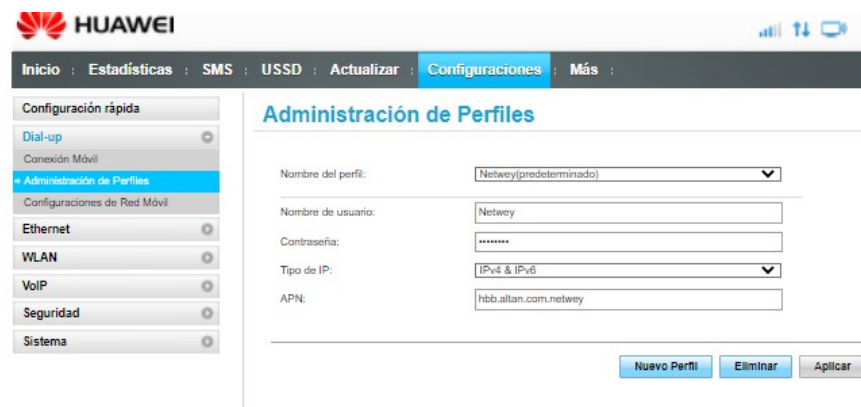 HUAWEI
Inicio : Estadísticas : SMS : USSD : Actualizar : Configuraciones : Más :
Configuración rápida
Dial-up
Conexión Móvil
Administración de Perfiles
Configuraciones de Red Móvil
Ethernet
WLAN
VoIP
Seguridad
Sistema
Administración de Perfiles
Nombre del perfil: Netwey(predeterminado)
Nombre de usuario: Netwey
Contraseña: ••••••••
Tipo de IP: IPv4 & IPv6
APN: hbb.altan.com.netwey
Nuevo Perfil Eliminar Aplicar